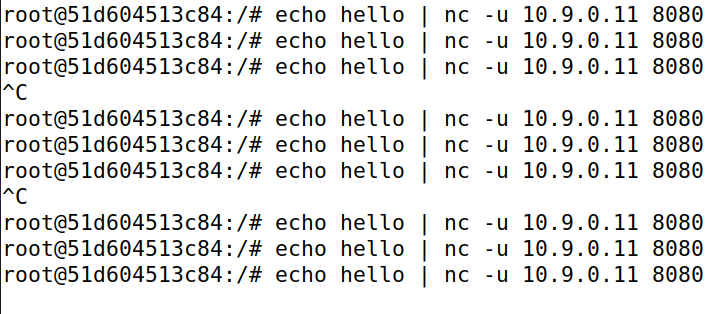 root@51d604513c84:/# echo hello | nc -u 10.9.0.11 8080
root@51d604513c84:/# echo hello | nc -u 10.9.0.11 8080
root@51d604513c84:/# echo hello | nc -u 10.9.0.11 8080
^C
root@51d604513c84:/# echo hello | nc -u 10.9.0.11 8080
root@51d604513c84:/# echo hello | nc -u 10.9.0.11 8080
root@51d604513c84:/# echo hello | nc -u 10.9.0.11 8080
^C
root@51d604513c84:/# echo hello | nc -u 10.9.0.11 8080
root@51d604513c84:/# echo hello | nc -u 10.9.0.11 8080
root@51d604513c84:/# echo hello | nc -u 10.9.0.11 8080